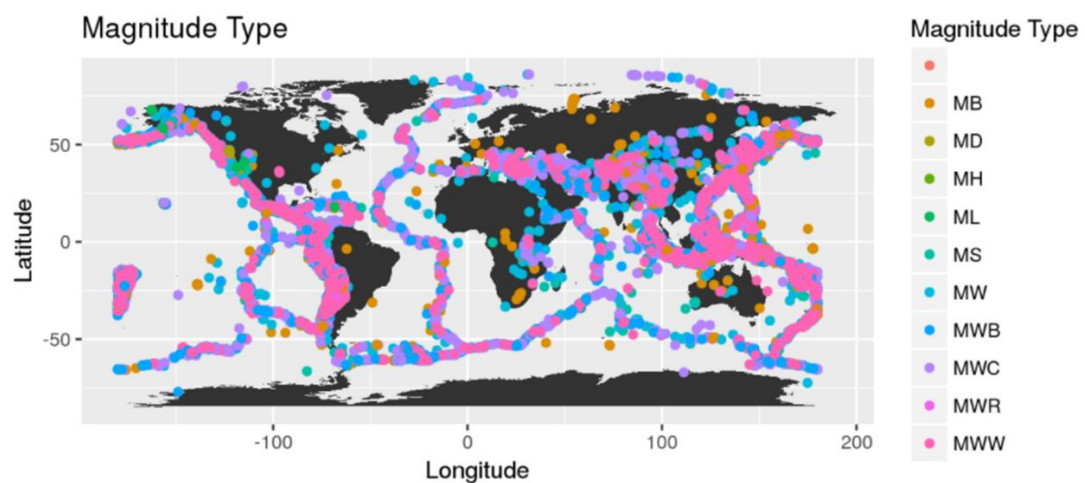 Magnitude Type
Latitude
50
0
-50
-100
0
100
200
Longitude
Magnitude Type
MB
MD
MH
ML
MS
MW
MWB
MWC
MWR
MWW